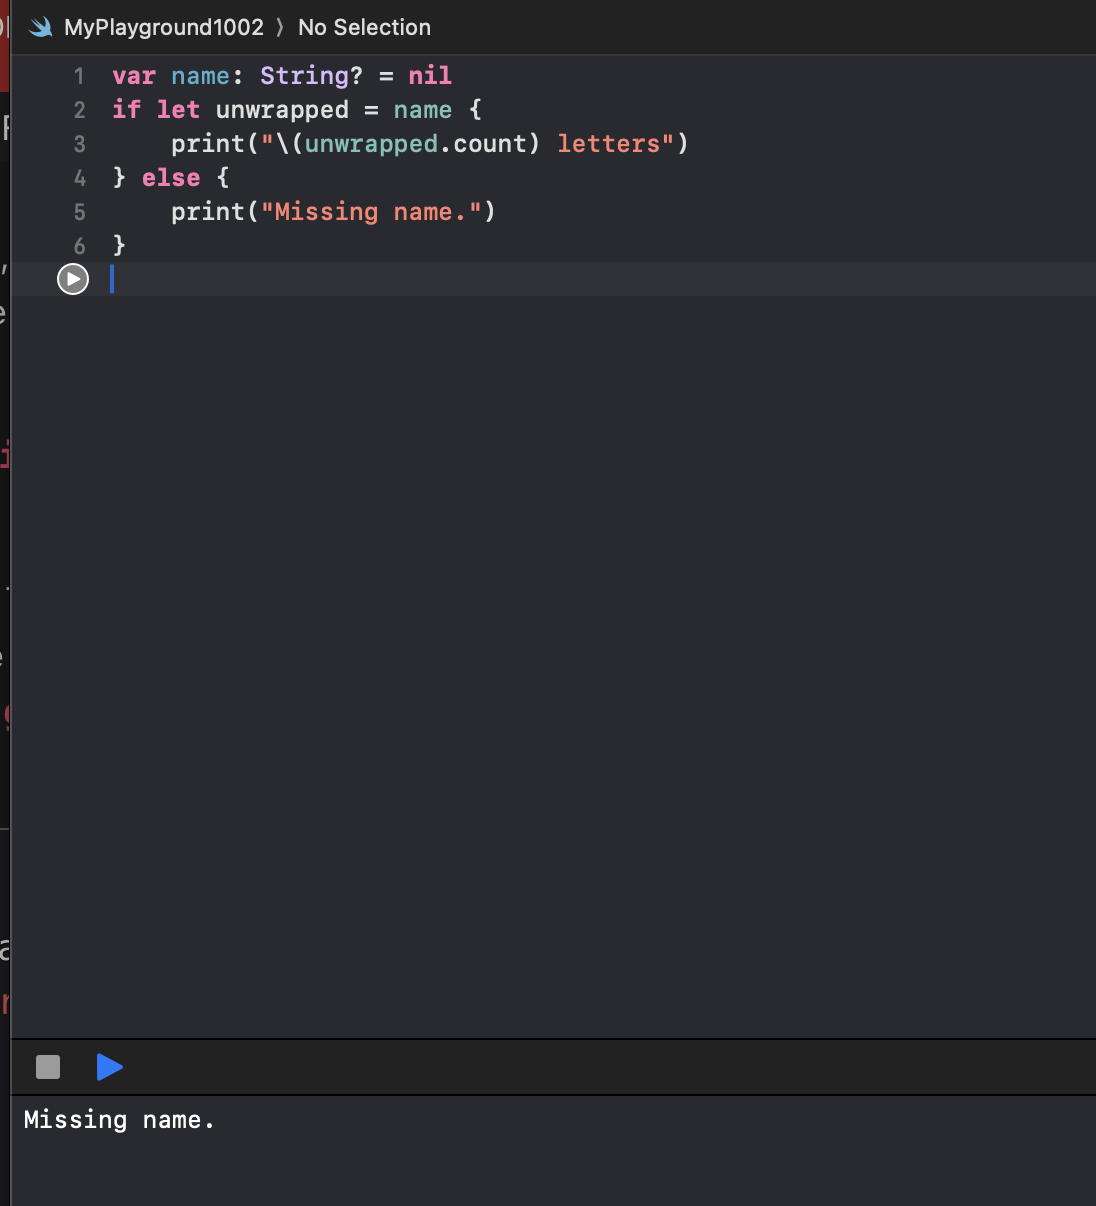 MyPlayground1002 〉 No Selection
1 var name: String? = nil
2 if let unwrapped = name {
3     print("\(unwrapped.count) letters")
4 } else {
5     print("Missing name.")
6 }
Missing name.